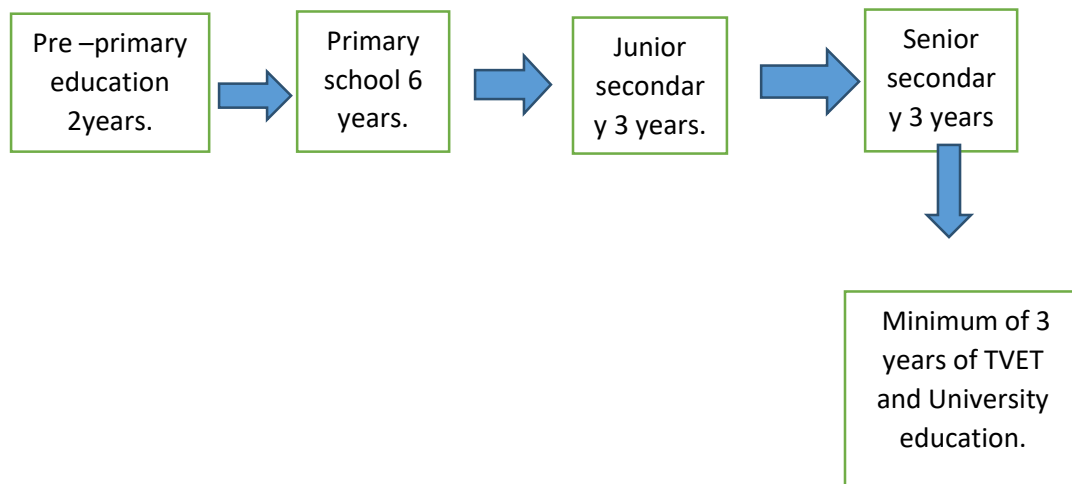 Pre –primary
education
2years.
Primary
school 6
years.
Junior
secondar
y 3 years.
Senior
secondar
y 3 years
Minimum of 3
years of TVET
and University
education.